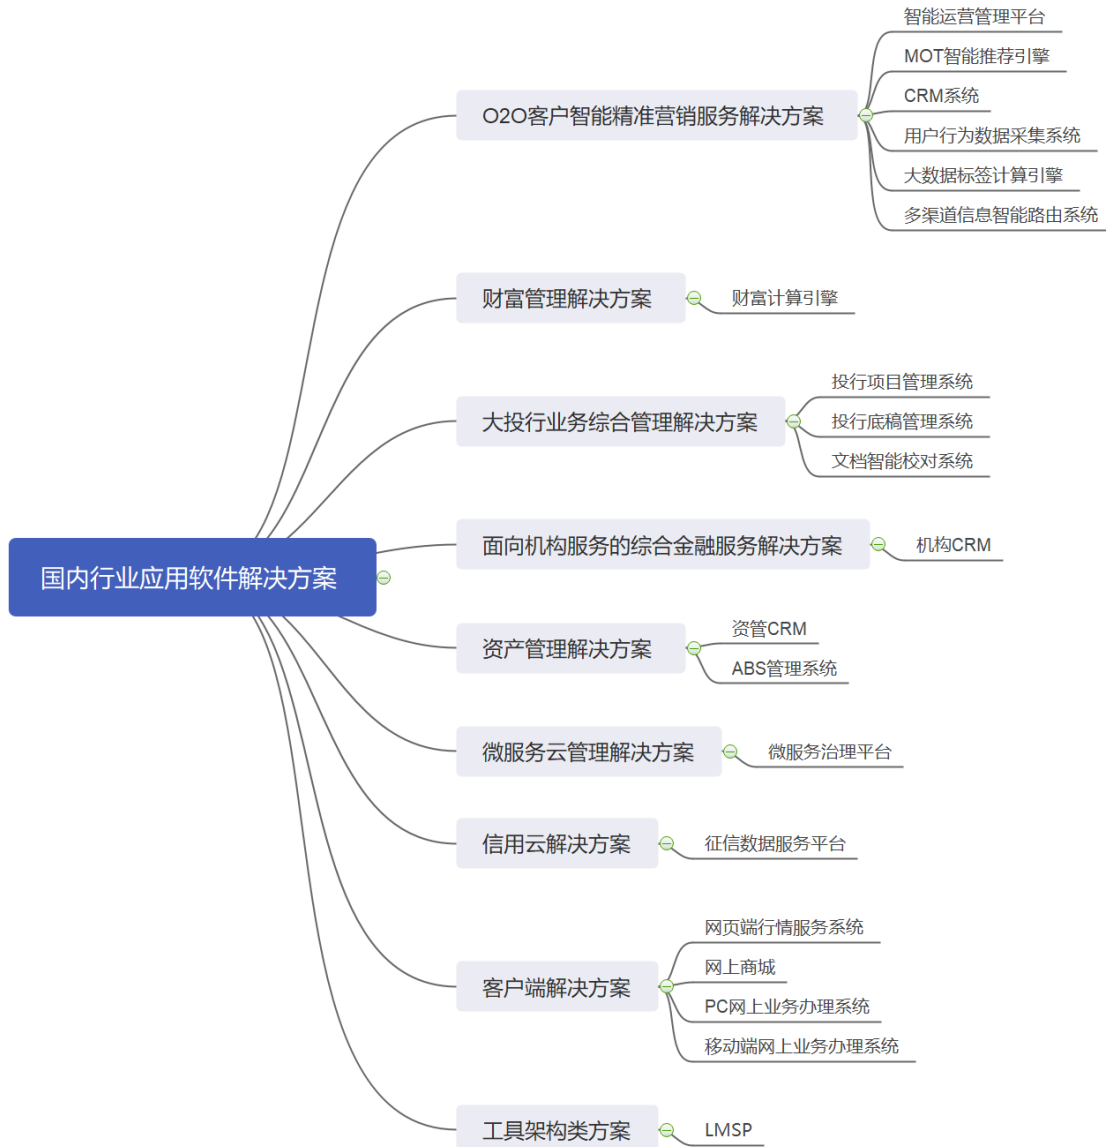 国内行业应用软件解决方案
O2O客户智能精准营销服务解决方案
智能运营管理平台
MOT智能推荐引擎
CRM系统
用户行为数据采集系统
大数据标签计算引擎
多渠道信息智能路由系统
财富管理解决方案
财富计算引擎
大投行业务综合管理解决方案
投行项目管理系统
投行底稿管理系统
文档智能校对系统
面向机构服务的综合金融服务解决方案
机构CRM
资产管理解决方案
资管CRM
ABS管理系统
微服务云管理解决方案
微服务治理平台
信用云解决方案
征信数据服务平台
客户端解决方案
网页端行情服务系统
网上商城
PC网上业务办理系统
移动端网上业务办理系统
工具架构类方案
LMSP